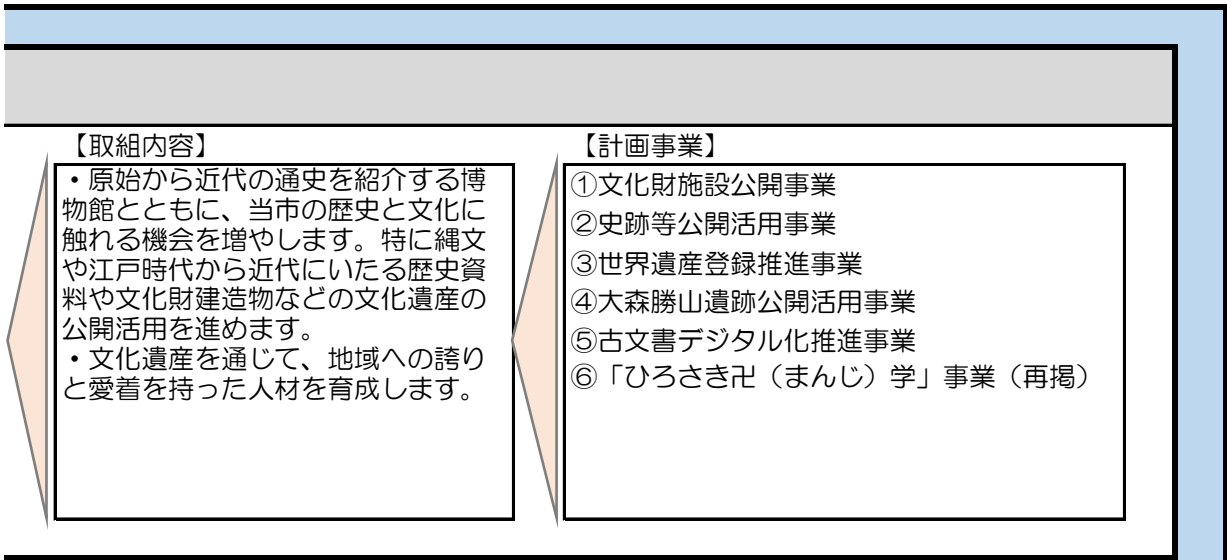 【取組内容】
・原始から近代の通史を紹介する博
物館とともに、当市の歴史と文化に
触れる機会を増やします。特に縄文
や江戸時代から近代にいたる歴史資
料や文化財建造物などの文化遺産の
公開活用を進めます。
・文化遺産を通じて、地域への誇り
と愛着を持った人材を育成します。
【計画事業】
①文化財施設公開事業
②史跡等公開活用事業
③世界遺産登録推進事業
④大森勝山遺跡公開活用事業
⑤古文書デジタル化推進事業
⑥「ひろさき卍（まんじ）学」事業（再掲）